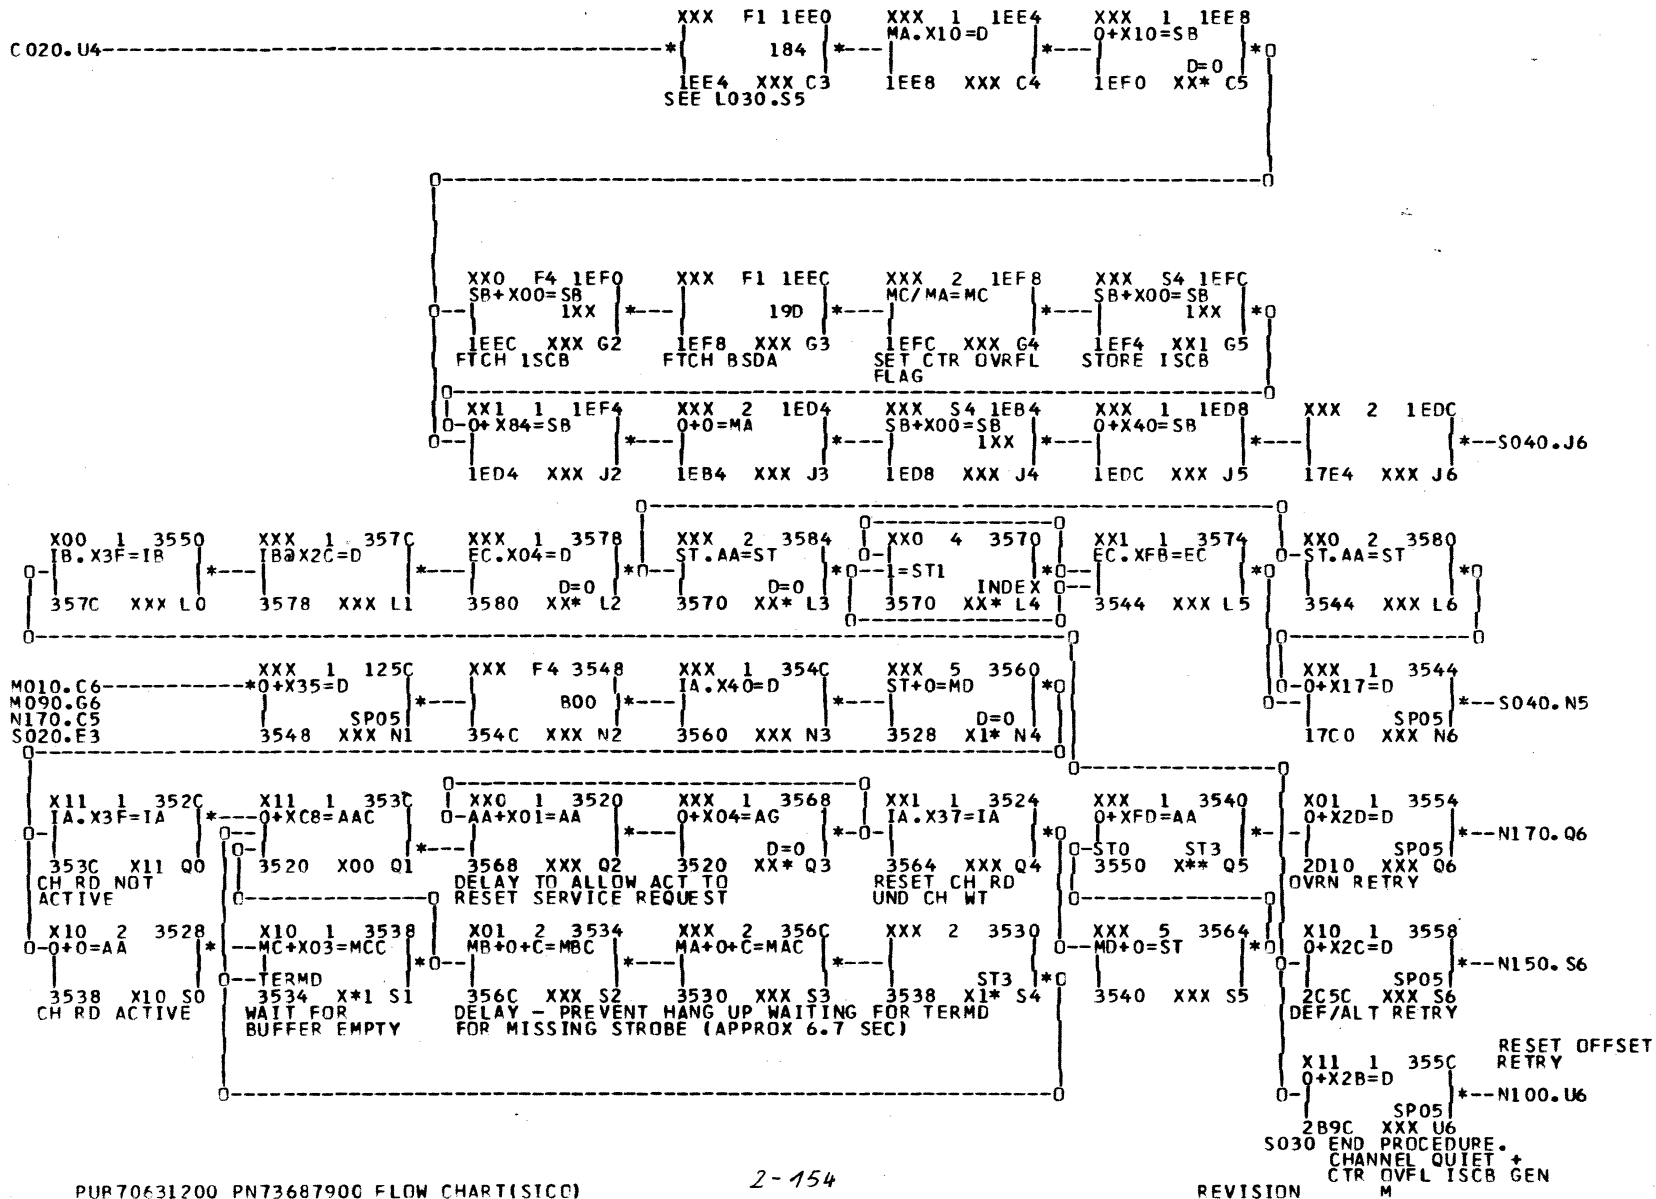 XXX F1 1EE0 XXX 1 1EE4 XXX 1 1EE8
MA.X10=D 0+X10=SB
C020.U4 * 184 *--- *--- *
D=0
1EE4 XXX C3 1EE8 XXX C4 1EF0 XX* C5
SEE L030.S5
XX0 F4 1EF0 XXX F1 1EEC XXX 2 1EF8 XXX S4 1EFC
SB+X00=SB MC/MA=MC SB+X00=SB
1XX *--- 19D *--- *--- 1XX *
1EEC XXX G2 1EF8 XXX G3 1EFC XXX G4 1EF4 XX1 G5
FTCH ISCB FTCH BSDA SET CTR OVRFL STORE ISCB
FLAG
XX1 1 1EF4 XXX 2 1ED4 XXX S4 1EB4 XXX 1 1ED8 XXX 2 1EDC
0+X84=SB 0+0=MA SB+X00=SB 0+X40=SB
*--- *--- 1XX *--- *--- *--S040.J6
1ED4 XXX J2 1EB4 XXX J3 1ED8 XXX J4 1EDC XXX J5 17E4 XXX J6
X00 1 3550 XXX 1 357C XXX 1 3578 XXX 2 3584 XX0 4 3570 XX1 1 3574 XX0 2 3580
IB.X3F=IB IB@X2C=D EC.X04=D ST.AA=ST 1=ST1 EC.XFB=EC ST.AA=ST
D=0 D=0 INDEX
357C XXX L0 3578 XXX L1 3580 XX* L2 3570 XX* L3 3570 XX* L4 3544 XXX L5 3544 XXX L6
XXX 1 125C XXX F4 3548 XXX 1 354C XXX 5 3560 XXX 1 3544
M010.C6 *0+X35=D IA.X40=D ST+0=MD 0+X17=D
M090.G6 *--- B00 *--- *--- *--S040.N5
N170.C5 SP05 D=0 SP05
S020.E3 3548 XXX N1 354C XXX N2 3560 XXX N3 3528 X1* N4 17C0 XXX N6
X11 1 352C X11 1 353C XX0 1 3520 XXX 1 3568 XX1 1 3524 XXX 1 3540 X01 1 3554
IA.X3F=IA 0+XC8=AAC AA+X01=AA 0+X04=AG IA.X37=IA 0+XFD=AA 0+X2D=D
*--N170.Q6
D=0 ST0 ST3 SP05
353C X11 Q0 3520 X00 Q1 3568 XXX Q2 3520 XX* Q3 3564 XXX Q4 3550 X** Q5 2D10 XXX Q6
CH RD NOT DELAY TO ALLOW ACT TO RESET CH RD OVRN RETRY
ACTIVE RESET SERVICE REQUEST UND CH WT
X10 2 3528 X10 1 3538 X01 2 3534 XXX 2 356C XXX 2 3530 XXX 5 3564 X10 1 3558
0+0=AA MC+X03=MCC MB+0+C=MBC MA+0+C=MAC MD+0=ST 0+X2C=D
*--N150.S6
TERMD ST3 SP05
3538 X10 S0 3534 X*1 S1 356C XXX S2 3530 XXX S3 3538 X1* S4 3540 XXX S5 2C5C XXX S6
CH RD ACTIVE WAIT FOR DELAY - PREVENT HANG UP WAITING FOR TERMD DEF/ALT RETRY
BUFFER EMPTY FOR MISSING STROBE (APPROX 6.7 SEC)
RESET OFFSET
X11 1 355C RETRY
0+X2B=D
*--N100.U6
SP05
2B9C XXX U6
S030 END PROCEDURE.
CHANNEL QUIET +
CTR OVFL ISCB GEN
PUB70631200 PN73687900 FLOW CHART(SICO) 2-154 REVISION M